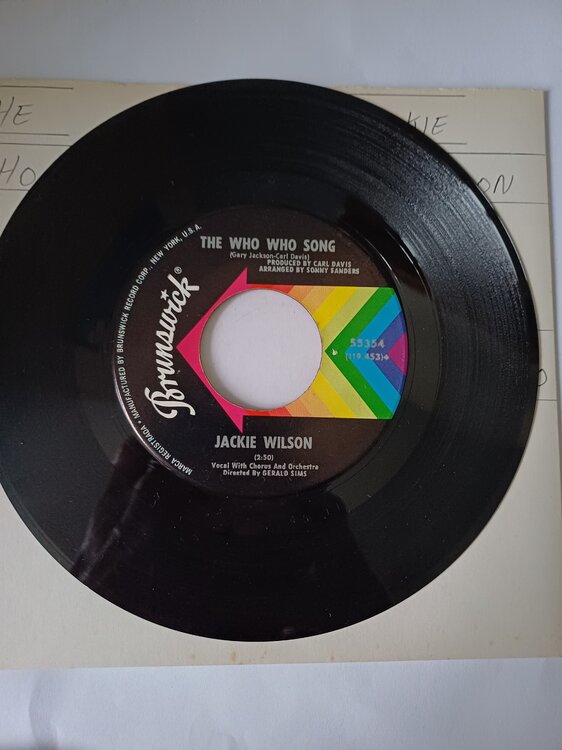 HE
KIE
HO
ON
THE WHO WHO SONG
(Gary Jackson-Carl Davis)
PRODUCED BY CARL DAVIS
ARRANGED BY SONNY SANDERS
Brunswick®
MARCA REGISTRADA • MANUFACTURED BY BRUNSWICK RECORD CORP., NEW YORK, U.S.A.
55354
(119,453)+
JACKIE WILSON
(2:50)
Vocal With Chorus And Orchestra
Directed By GERALD SIMS